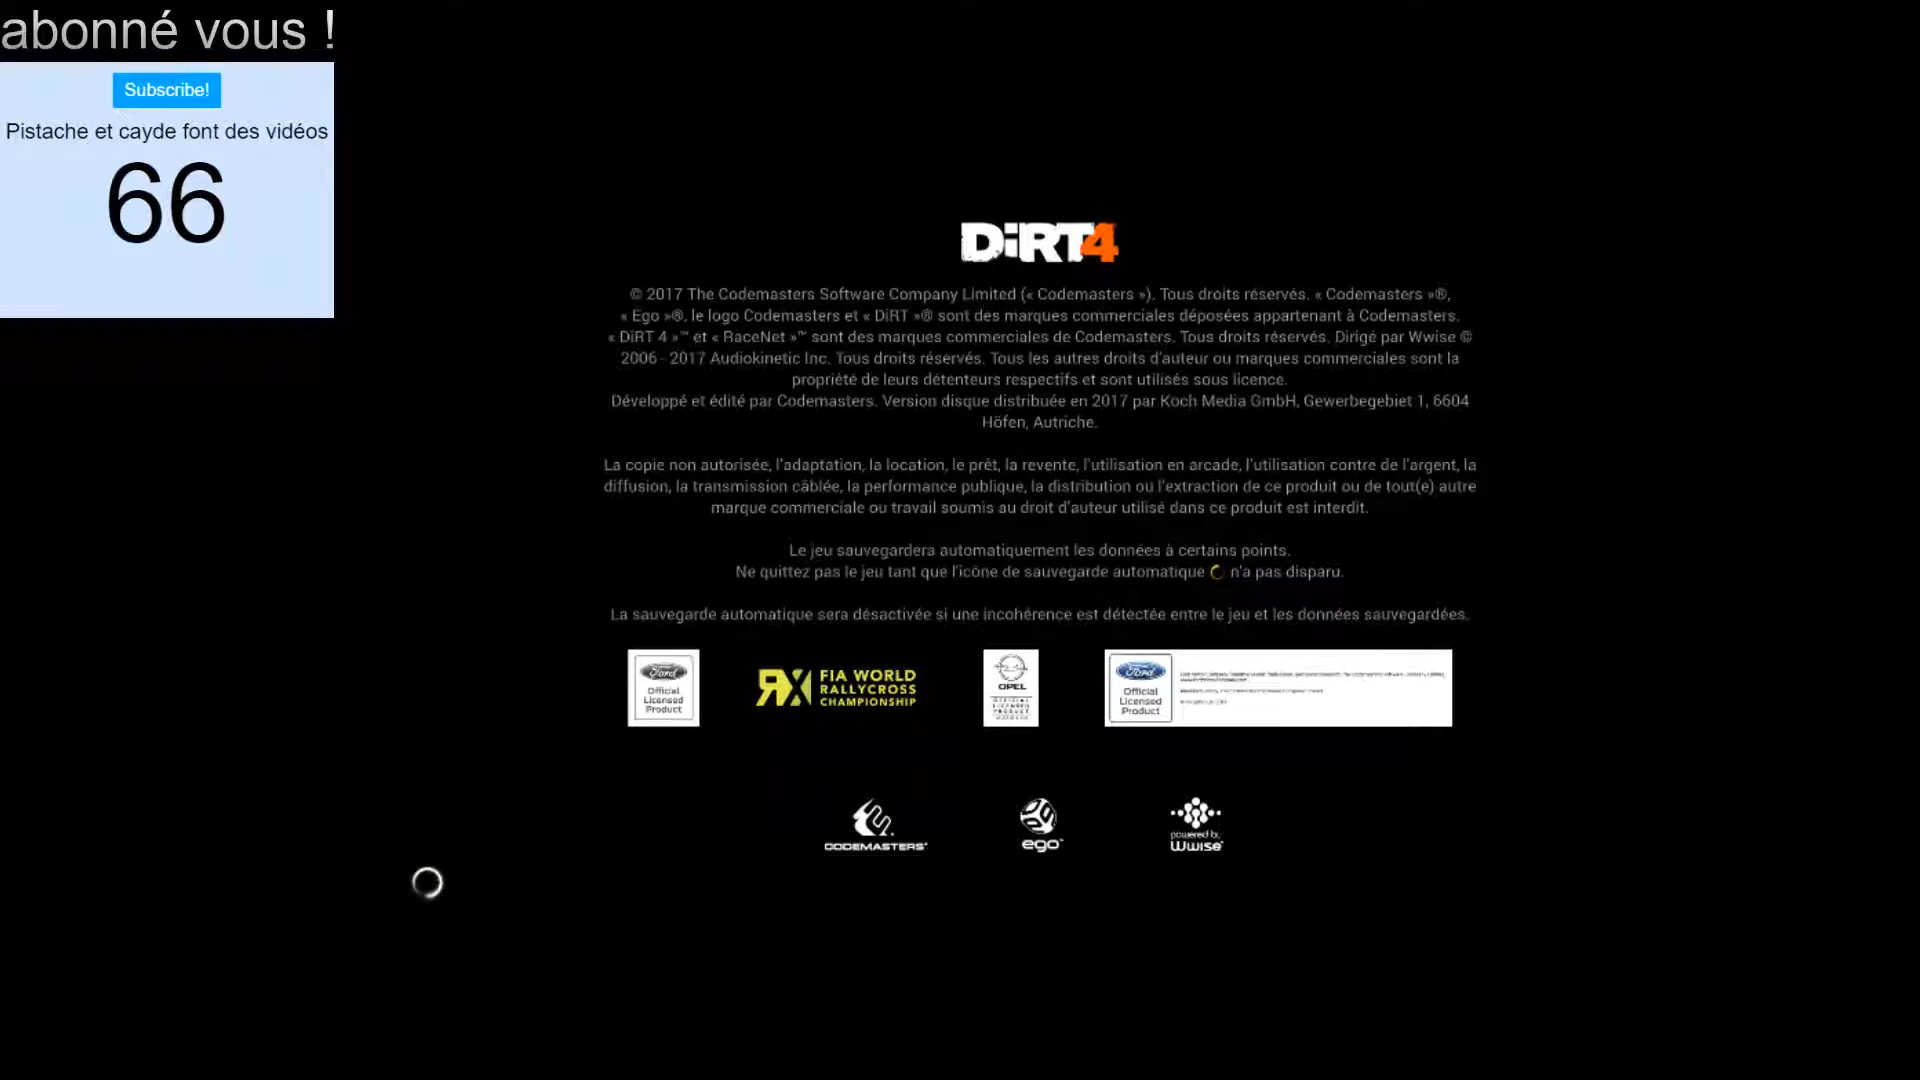 abonné vous !
Subscribe!
Pistache et cayde font des vidéos
66
DiRT4
© 2017 The Codemasters Software Company Limited (« Codemasters »). Tous droits réservés. « Codemasters »®,
« Ego »®, le logo Codemasters et « DiRT »® sont des marques commerciales déposées appartenant à Codemasters.
« DiRT 4 »™ et « RaceNet »™ sont des marques commerciales de Codemasters. Tous droits réservés. Dirigé par Wwise ©
2006 - 2017 Audiokinetic Inc. Tous droits réservés. Tous les autres droits d'auteur ou marques commerciales sont la
propriété de leurs détenteurs respectifs et sont utilisés sous licence.
Développé et édité par Codemasters. Version disque distribuée en 2017 par Koch Media GmbH, Gewerbegebiet 1, 6604
Höfen, Autriche.
La copie non autorisée, l'adaptation, la location, le prêt, la revente, l'utilisation en arcade, l'utilisation contre de l'argent, la
diffusion, la transmission câblée, la performance publique, la distribution ou l'extraction de ce produit ou de tout(e) autre
marque commerciale ou travail soumis au droit d'auteur utilisé dans ce produit est interdit.
Le jeu sauvegardera automatiquement les données à certains points.
Ne quittez pas le jeu tant que l'icône de sauvegarde automatique n'a pas disparu.
La sauvegarde automatique sera désactivée si une incohérence est détectée entre le jeu et les données sauvegardées.
Ford
Official
Licensed
Product
RX FIA WORLD
RALLYCROSS
CHAMPIONSHIP
OPEL
OFFICIAL
LICENSED
PRODUCT
Ford
Official
Licensed
Product
CODEMASTERS
ego™
powered by
Wwise